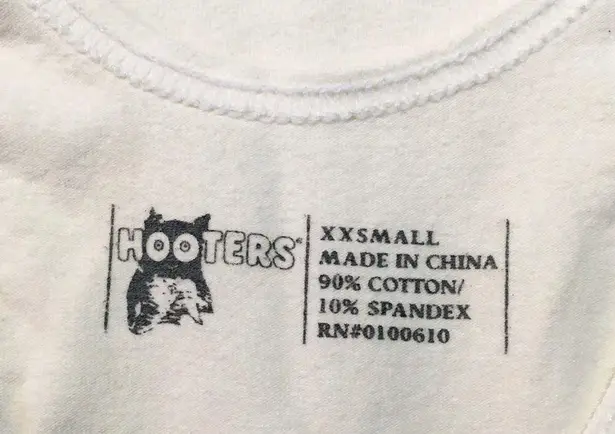 HOOTERS®
XXSMALL
MADE IN CHINA
90% COTTON/
10% SPANDEX
RN#0100610